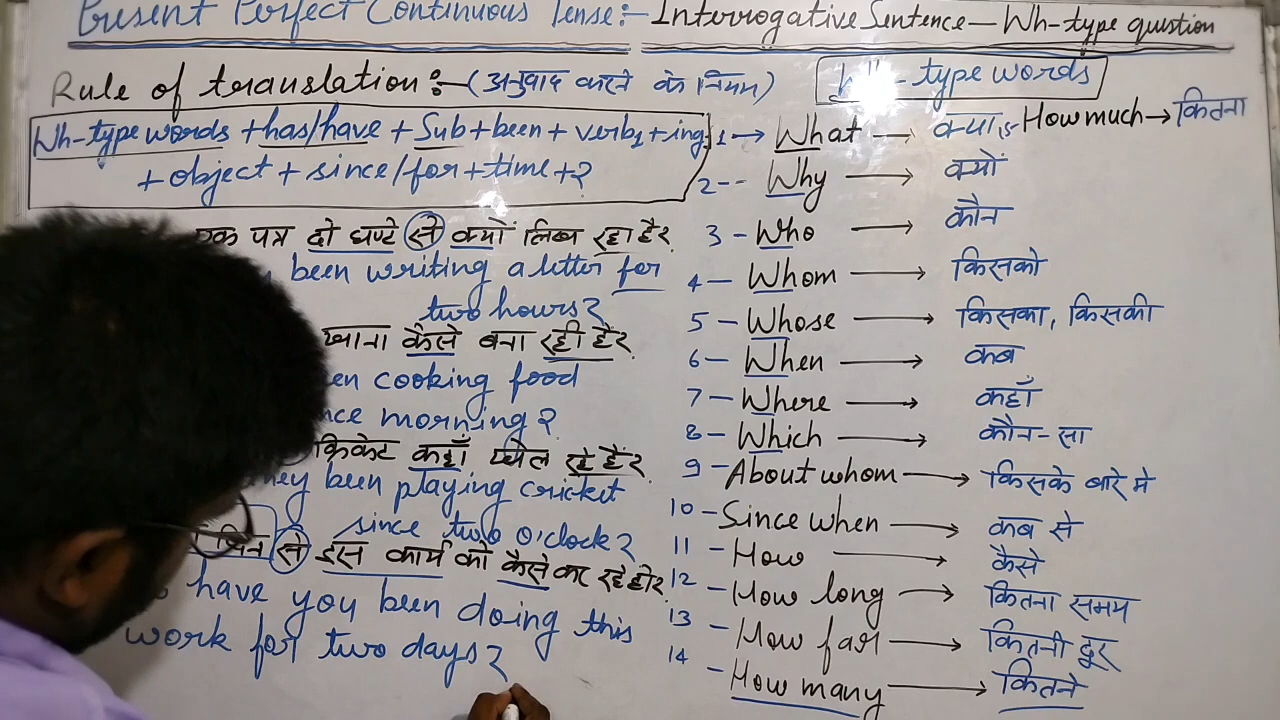 Present Perfect Continuous Tense:- Interrogative Sentence - Wh-type question
Rule of translation:- (अनुवाद करने के नियम)
Wh-type words + has/have + Sub + been + verb1 + ing
+ object + since/for + time + ?
एक पत्र दो घण्टे से क्यों लिख रहा है?
been writing a letter for
two hours?
खाना कैसे बना रही है?
cooking food
morning?
क्रिकेट कहाँ खेल रहे हैं?
been playing cricket
since two o'clock?
से इस कार्य को कैसे कर रहे हो?
have you been doing this
work for two days?
"Wh" - type words
1 → What → क्या
15- How much → कितना
2-- Why → क्यों
3 - Who → कौन
4 - Whom → किसको
5 - Whose → किसका, किसकी
6 - When → कब
7 - Where → कहाँ
8 - Which → कौन-सा
9 - About whom → किसके बारे मे
10 - Since when → कब से
11 - How → कैसे
12 - How long → कितना समय
13 - How far → कितनी दूर
14 - How many → कितने